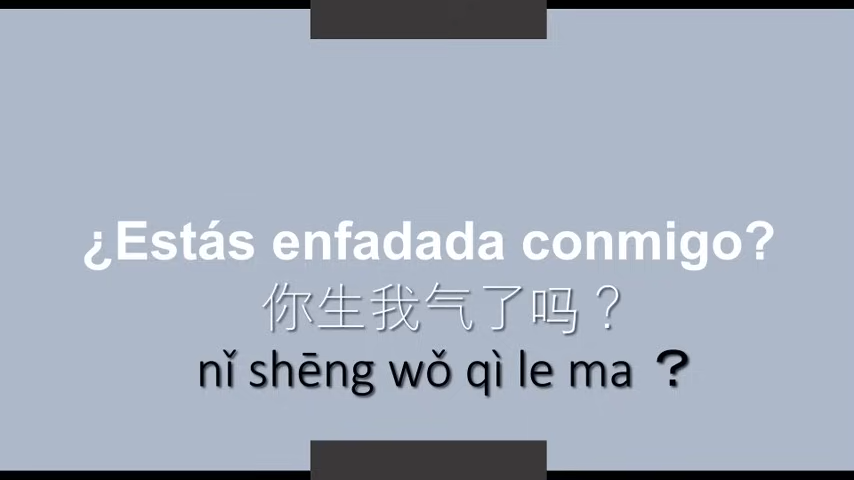 ¿Estás enfadada conmigo?
你生我气了吗？
nǐ shēng wǒ qì le ma ？